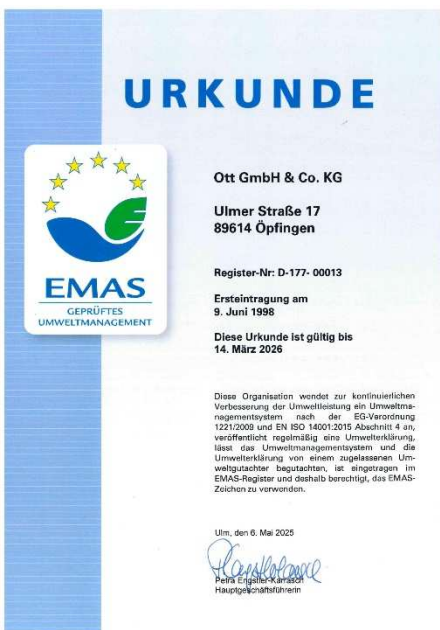 URKUNDE
EMAS
GEPRÜFTES
UMWELTMANAGEMENT
Ott GmbH & Co. KG
Ulmer Straße 17
89614 Öpfingen
Register-Nr: D-177- 00013
Ersteintragung am
9. Juni 1998
Diese Urkunde ist gültig bis
14. März 2026
Diese Organisation wendet zur kontinuierlichen
Verbesserung der Umweltleistung ein Umweltma-
nagementsystem nach der EG-Verordnung
1221/2009 und EN ISO 14001:2015 Abschnitt 4 an,
veröffentlicht regelmäßig eine Umwelterklärung,
lässt das Umweltmanagementsystem und die
Umwelterklärung von einem zugelassenen Um-
weltgutachter begutachten, ist eingetragen im
EMAS-Register und deshalb berechtigt, das EMAS-
Zeichen zu verwenden.
Ulm, den 6. Mai 2025
Petra Engstler-Karrasch
Hauptgeschäftsführerin